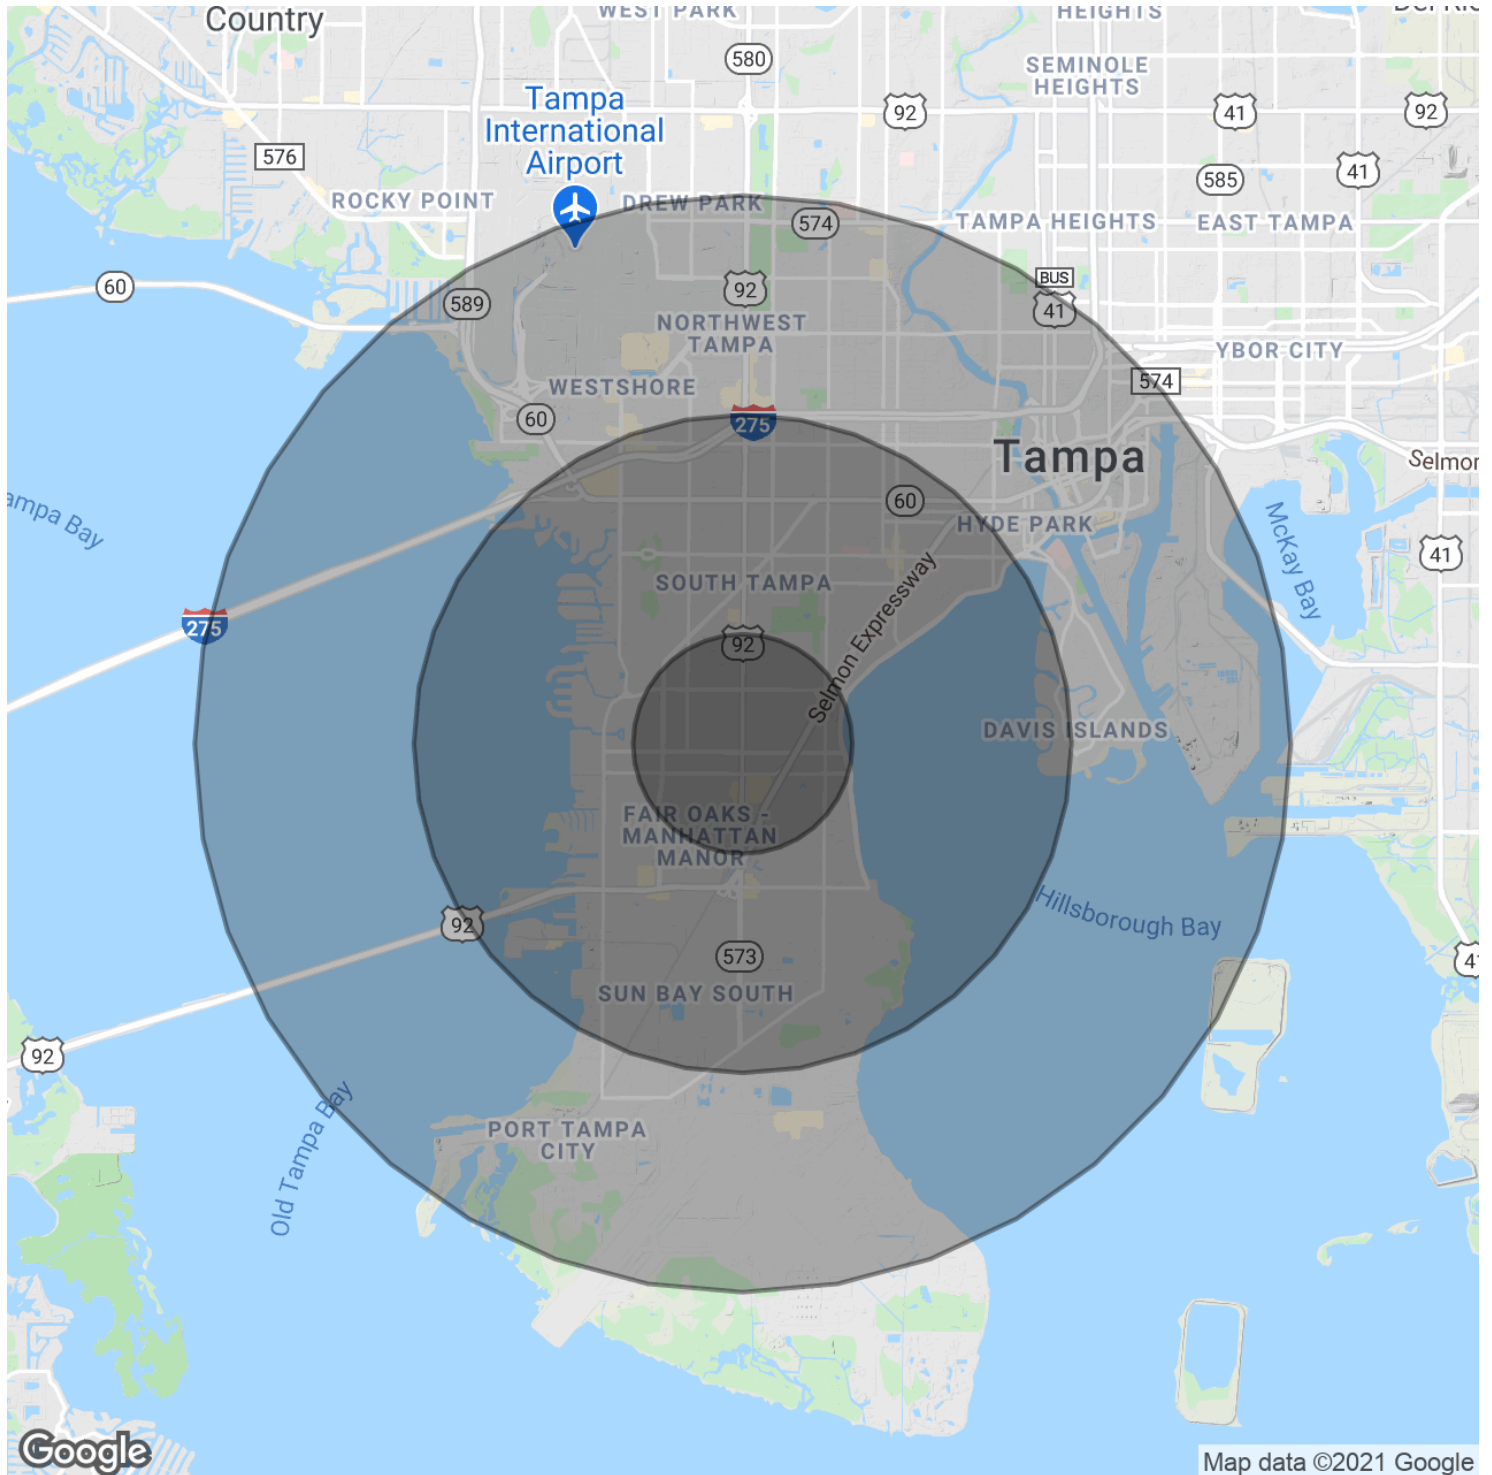 Country
WEST PARK
HEIGHTS
580
SEMINOLE
HEIGHTS
Tampa
International
Airport
92
41
92
576
41
585
ROCKY POINT
DREW PARK
574
TAMPA HEIGHTS
EAST TAMPA
60
589
92
BUS
41
NORTHWEST
TAMPA
YBOR CITY
WESTSHORE
574
60
275
Tampa
Selmor
ampa Bay
60
HYDE PARK
McKay Bay
41
SOUTH TAMPA
Selmon Expressway
275
92
DAVIS ISLANDS
FAIR OAKS -
MANHATTAN
MANOR
92
Hillsborough Bay
573
41
SUN BAY SOUTH
92
Old Tampa Bay
PORT TAMPA
CITY
Google
Map data ©2021 Google